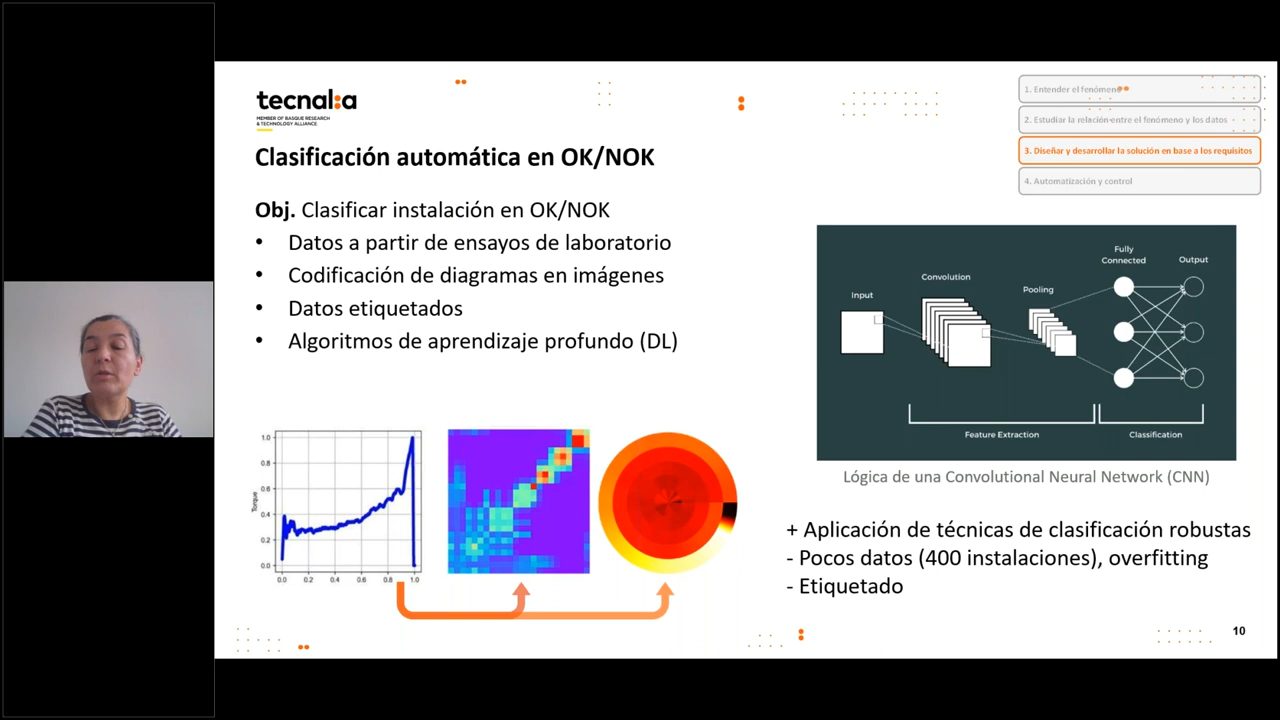 tecnal:a
MEMBER OF BASQUE RESEARCH
& TECHNOLOGY ALLIANCE
1. Entender el fenómeno
2. Estudiar la relación entre el fenómeno y los datos
3. Diseñar y desarrollar la solución en base a los requisitos
4. Automatización y control
Clasificación automática en OK/NOK
Obj. Clasificar instalación en OK/NOK
• Datos a partir de ensayos de laboratorio
• Codificación de diagramas en imágenes
• Datos etiquetados
• Algoritmos de aprendizaje profundo (DL)
Input
Convolution
Pooling
Fully
Connected
Output
Feature Extraction
Classification
Lógica de una Convolutional Neural Network (CNN)
Torque
1.0
0.8
0.6
0.4
0.2
0.0
0.0 0.2 0.4 0.6 0.8 1.0
+ Aplicación de técnicas de clasificación robustas
- Pocos datos (400 instalaciones), overfitting
- Etiquetado
10